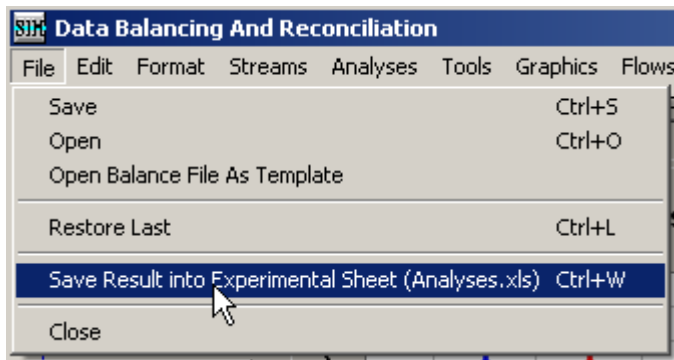 SIM Data Balancing And Reconciliation
File Edit Format Streams Analyses Tools Graphics Flows
Save Ctrl+S
Open Ctrl+O
Open Balance File As Template
Restore Last Ctrl+L
Save Result into Experimental Sheet (Analyses.xls) Ctrl+W
Close